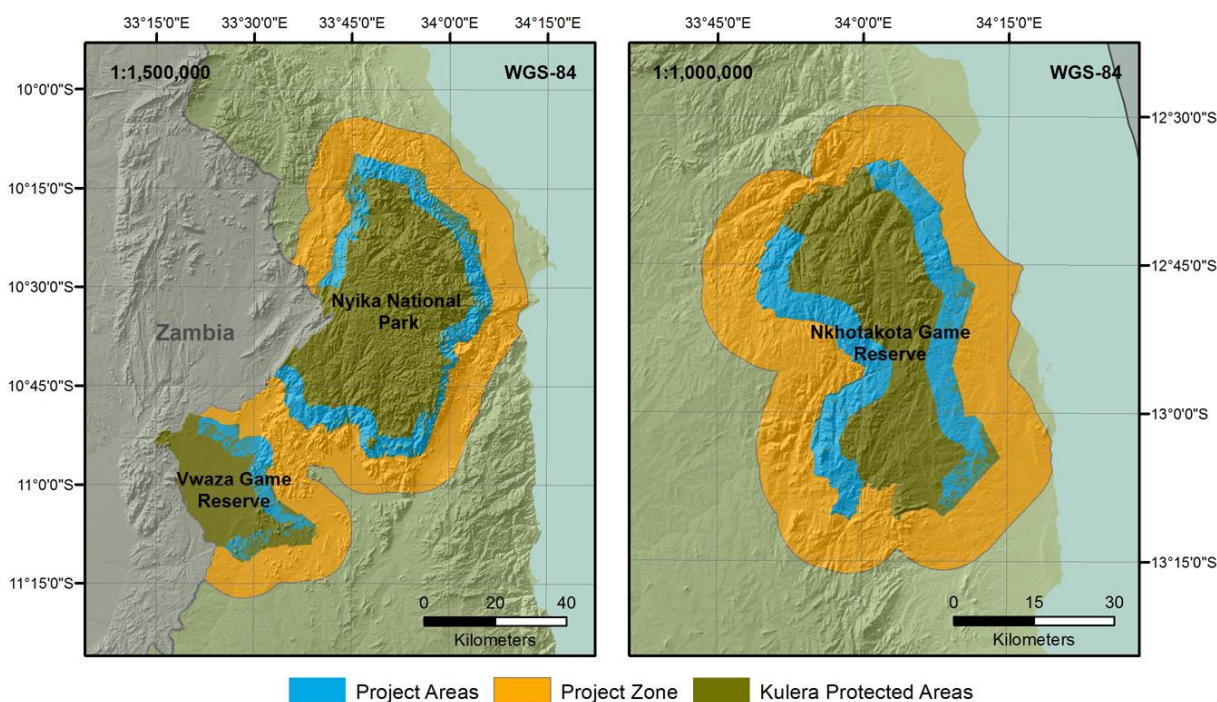 33°15'0"E 33°30'0"E 33°45'0"E 34°0'0"E
33°45'0"E 34°0'0"E 34°15'0"E
1:1,500,000 WGS-84
1:1,000,000 WGS-84
10°0'0"S
10°15'0"S
10°30'0"S
10°45'0"S
11°0'0"S
11°15'0"S
Nyika National
Park
Zambia
Vwaza Game
Reserve
0 20 40
Kilometers
12°30'0"S
12°45'0"S
13°0'0"S
13°15'0"S
Nkhotakota Game
Reserve
0 15 30
Kilometers
Project Areas Project Zone Kulera Protected Areas